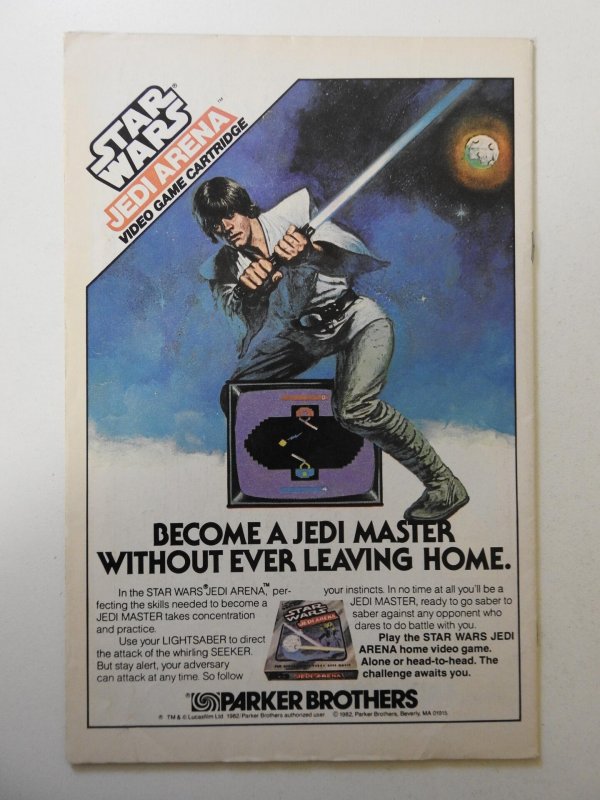 STAR
WARS®
JEDI ARENA™
VIDEO GAME CARTRIDGE
BECOME A JEDI MASTER
WITHOUT EVER LEAVING HOME.
In the STAR WARS® JEDI ARENA,™ per-
fecting the skills needed to become a
JEDI MASTER takes concentration
and practice.
Use your LIGHTSABER to direct
the attack of the whirling SEEKER.
But stay alert, your adversary
can attack at any time. So follow
STAR
WARS
JEDI ARENA
JEDI ARENA
your instincts. In no time at all you'll be a
JEDI MASTER, ready to go saber to
saber against any opponent who
dares to do battle with you.
Play the STAR WARS JEDI
ARENA home video game.
Alone or head-to-head. The
challenge awaits you.
PARKER BROTHERS
® TM & © Lucasfilm Ltd. 1982 Parker Brothers authorized user © 1982, Parker Brothers, Beverly, MA 01915.